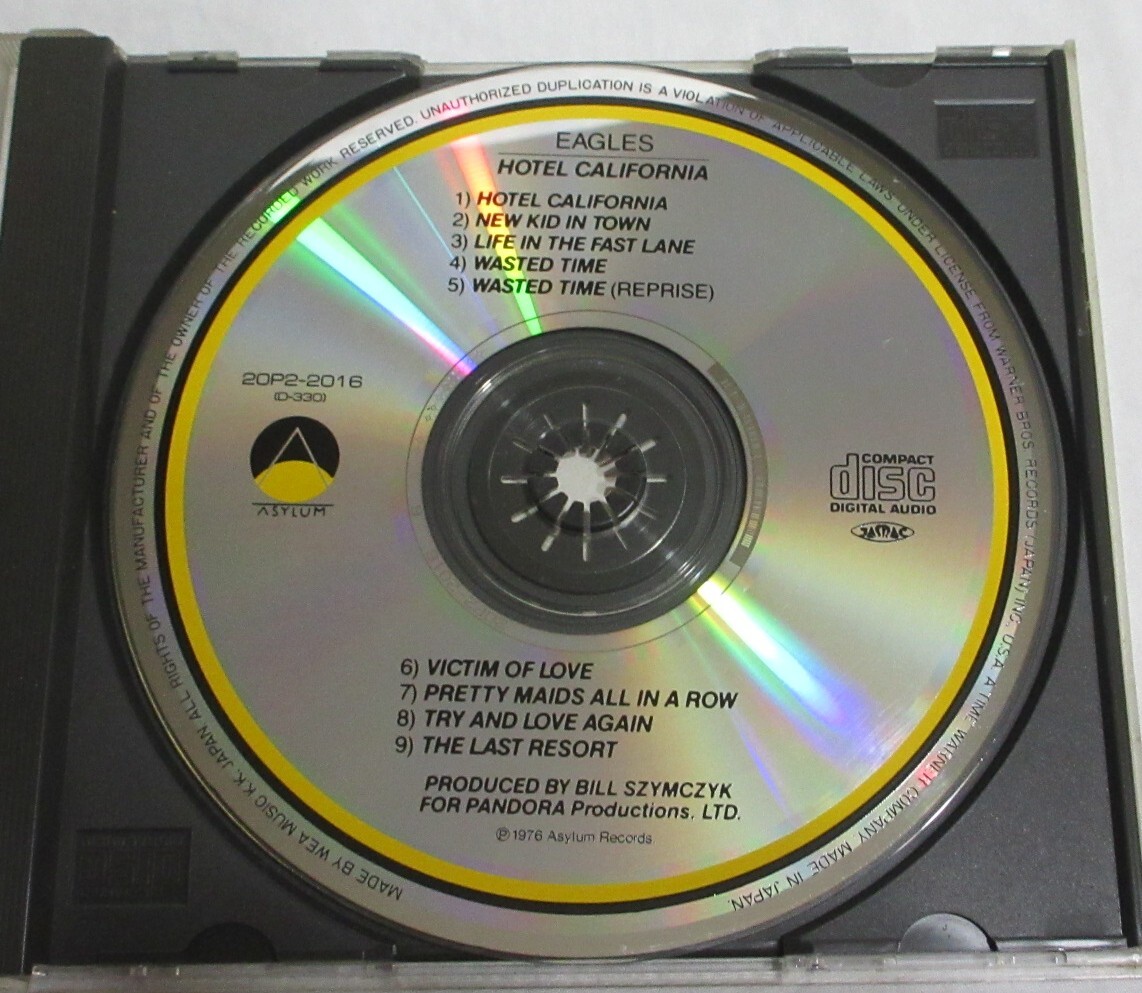 EAGLES
HOTEL CALIFORNIA
1) HOTEL CALIFORNIA
2) NEW KID IN TOWN
3) LIFE IN THE FAST LANE
4) WASTED TIME
5) WASTED TIME (REPRISE)
20P2-2016
(D-330)
ASYLUM
COMPACT
disc
DIGITAL AUDIO
JASRAC
6) VICTIM OF LOVE
7) PRETTY MAIDS ALL IN A ROW
8) TRY AND LOVE AGAIN
9) THE LAST RESORT
PRODUCED BY BILL SZYMCZYK
FOR PANDORA Productions, LTD.
℗ 1976 Asylum Records.
MADE BY WEA MUSIC K.K. JAPAN ALL RIGHTS OF THE MANUFACTURER AND OF THE OWNER OF THE RECORDED WORK RESERVED. UNAUTHORIZED DUPLICATION IS A VIOLATION OF APPLICABLE LAWS. UNDER LICENSE FROM WARNER BROS. RECORDS (JAPAN) INC., U.S.A. A TIME WARNER COMPANY MADE IN JAPAN.